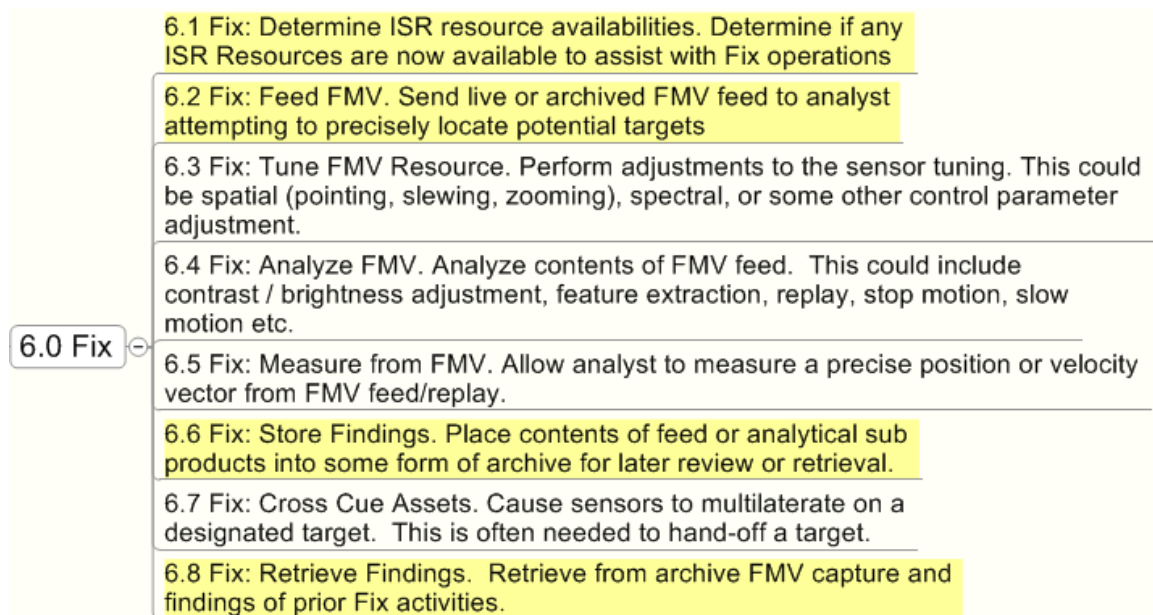 6.1 Fix: Determine ISR resource availabilities. Determine if any
ISR Resources are now available to assist with Fix operations
6.2 Fix: Feed FMV. Send live or archived FMV feed to analyst
attempting to precisely locate potential targets
6.3 Fix: Tune FMV Resource. Perform adjustments to the sensor tuning. This could
be spatial (pointing, slewing, zooming), spectral, or some other control parameter
adjustment.
6.4 Fix: Analyze FMV. Analyze contents of FMV feed.  This could include
contrast / brightness adjustment, feature extraction, replay, stop motion, slow
motion etc.
6.0 Fix
6.5 Fix: Measure from FMV. Allow analyst to measure a precise position or velocity
vector from FMV feed/replay.
6.6 Fix: Store Findings. Place contents of feed or analytical sub
products into some form of archive for later review or retrieval.
6.7 Fix: Cross Cue Assets. Cause sensors to multilaterate on a
designated target.  This is often needed to hand-off a target.
6.8 Fix: Retrieve Findings.  Retrieve from archive FMV capture and
findings of prior Fix activities.